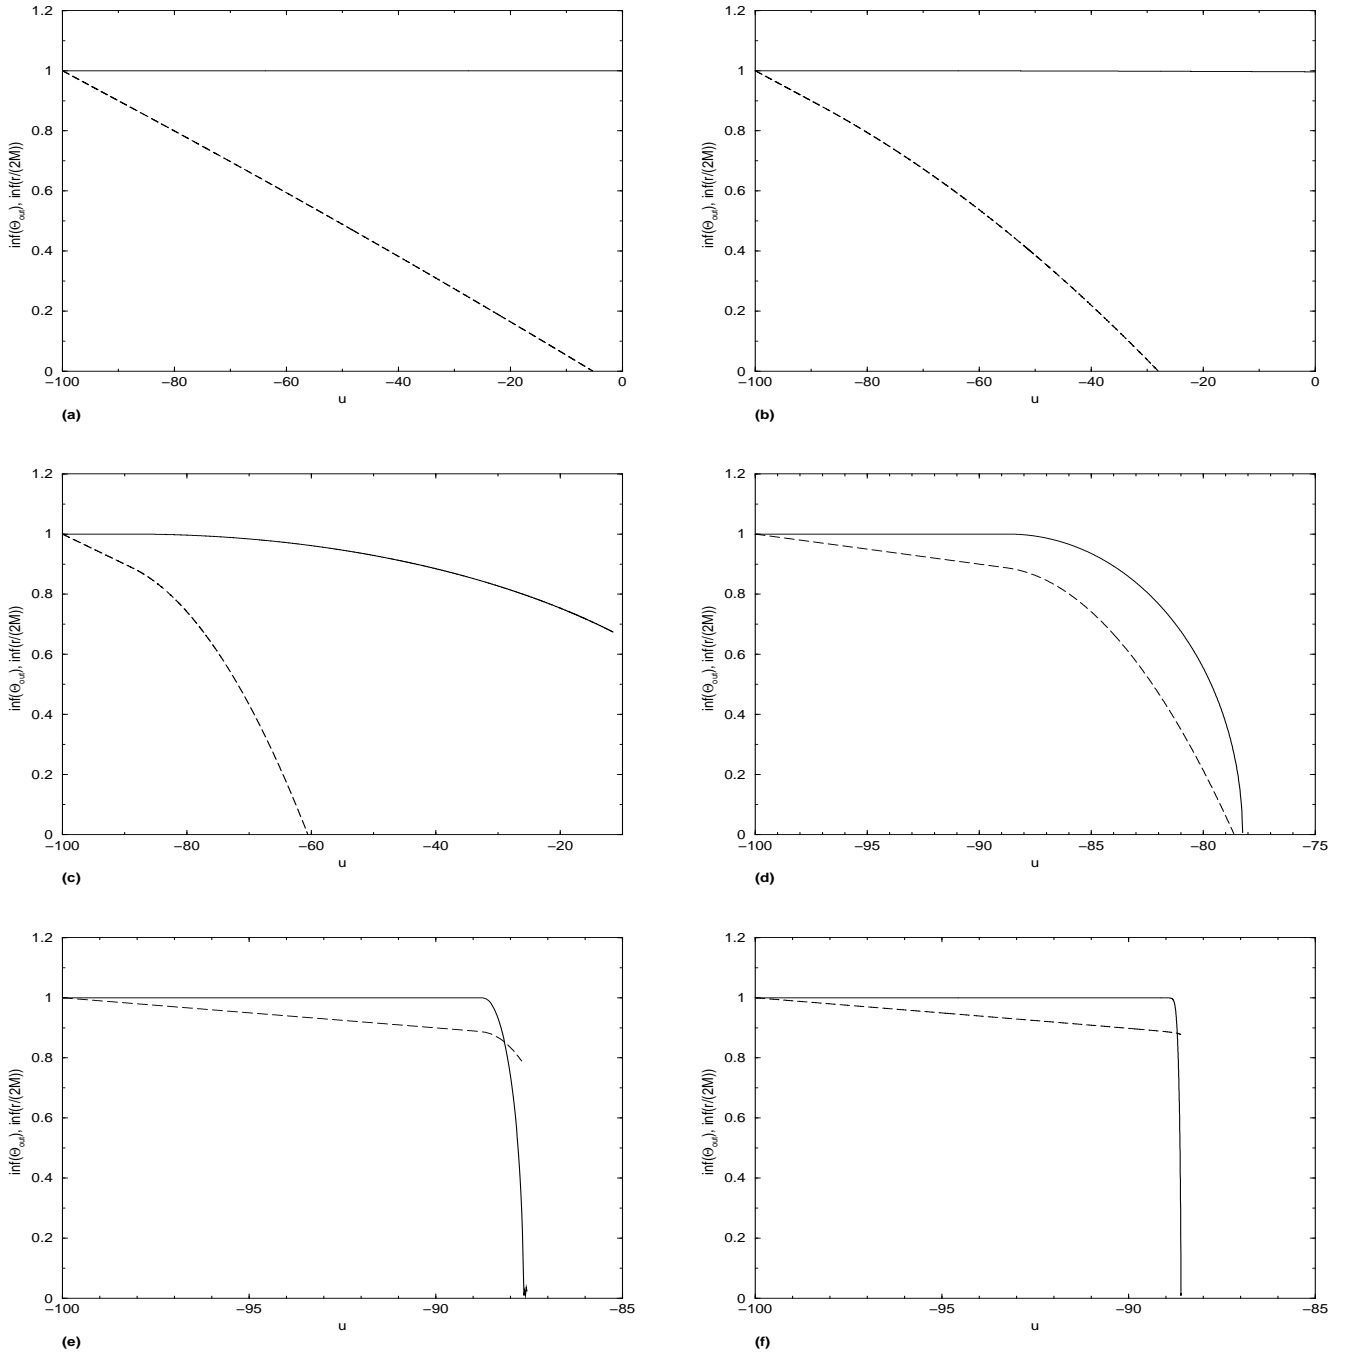 1.2
1
0.8
0.6
0.4
0.2
0
inf(Θout), inf(r/(2M))
−100 −80 −60 −40 −20 0
u
(a)
1.2
1
0.8
0.6
0.4
0.2
0
inf(Θout), inf(r/(2M))
−100 −80 −60 −40 −20 0
u
(b)
1.2
1
0.8
0.6
0.4
0.2
0
inf(Θout), inf(r/(2M))
−100 −80 −60 −40 −20
u
(c)
1.2
1
0.8
0.6
0.4
0.2
0
inf(Θout), inf(r/(2M))
−100 −95 −90 −85 −80 −75
u
(d)
1.2
1
0.8
0.6
0.4
0.2
0
inf(Θout), inf(r/(2M))
−100 −95 −90 −85
u
(e)
1.2
1
0.8
0.6
0.4
0.2
0
inf(Θout), inf(r/(2M))
−100 −95 −90 −85
u
(f)